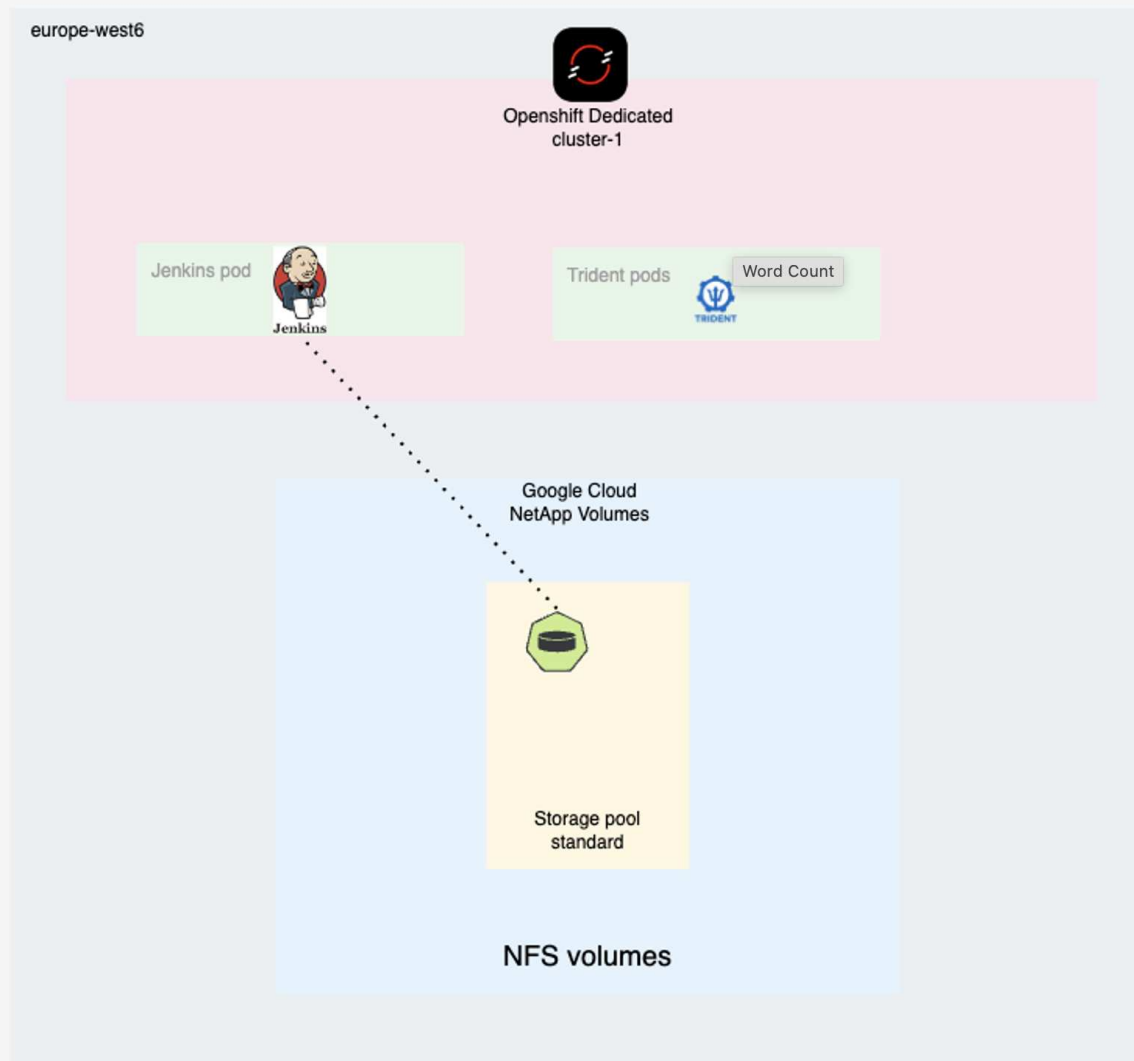 europe-west6
Openshift Dedicated
cluster-1
Jenkins pod
Jenkins
Trident pods
Word Count
TRIDENT
Google Cloud
NetApp Volumes
Storage pool
standard
NFS volumes